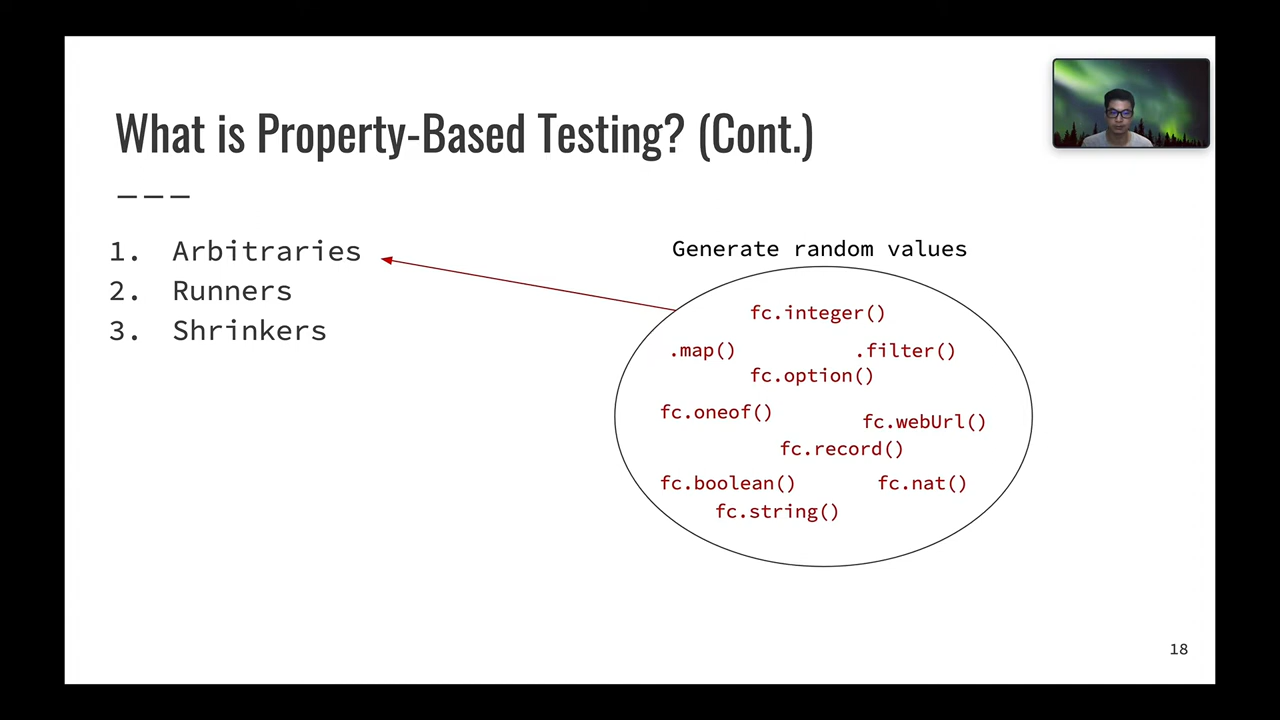 What is Property-Based Testing? (Cont.)
1. Arbitraries
2. Runners
3. Shrinkers
Generate random values
fc.integer()
.map() .filter()
fc.option()
fc.oneof()
fc.webUrl()
fc.record()
fc.boolean() fc.nat()
fc.string()
18